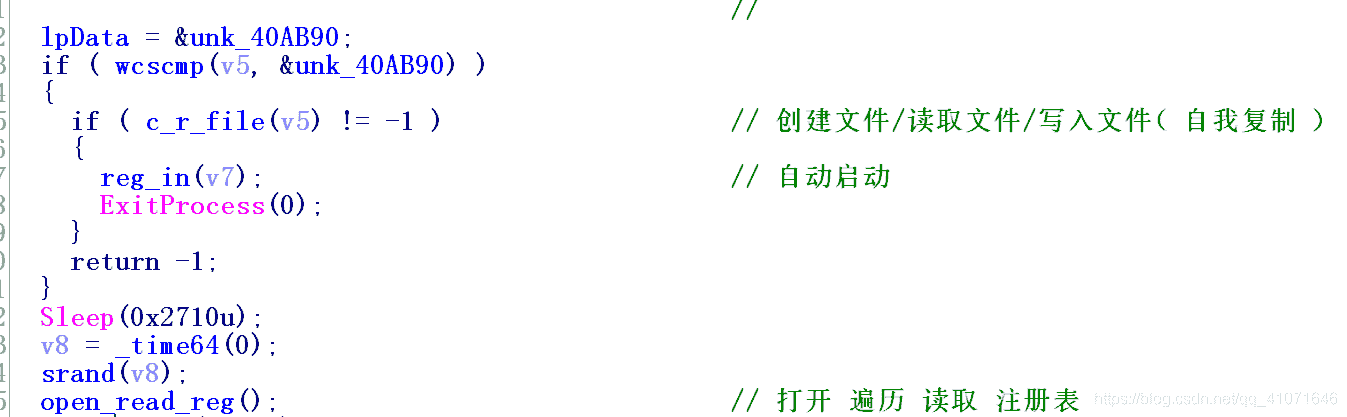 //
lpData = &unk_40AB90;
if ( wcscmp(v5, &unk_40AB90) )
{
if ( c_r_file(v5) != -1 ) // 创建文件/读取文件/写入文件( 自我复制 )
{
reg_in(v7); // 自动启动
ExitProcess(0);
}
return -1;
}
Sleep(0x2710u);
v8 = _time64(0);
srand(v8);
open_read_reg(); // 打开 遍历 读取 注册表
https://blog.csdn.net/qq_41071646